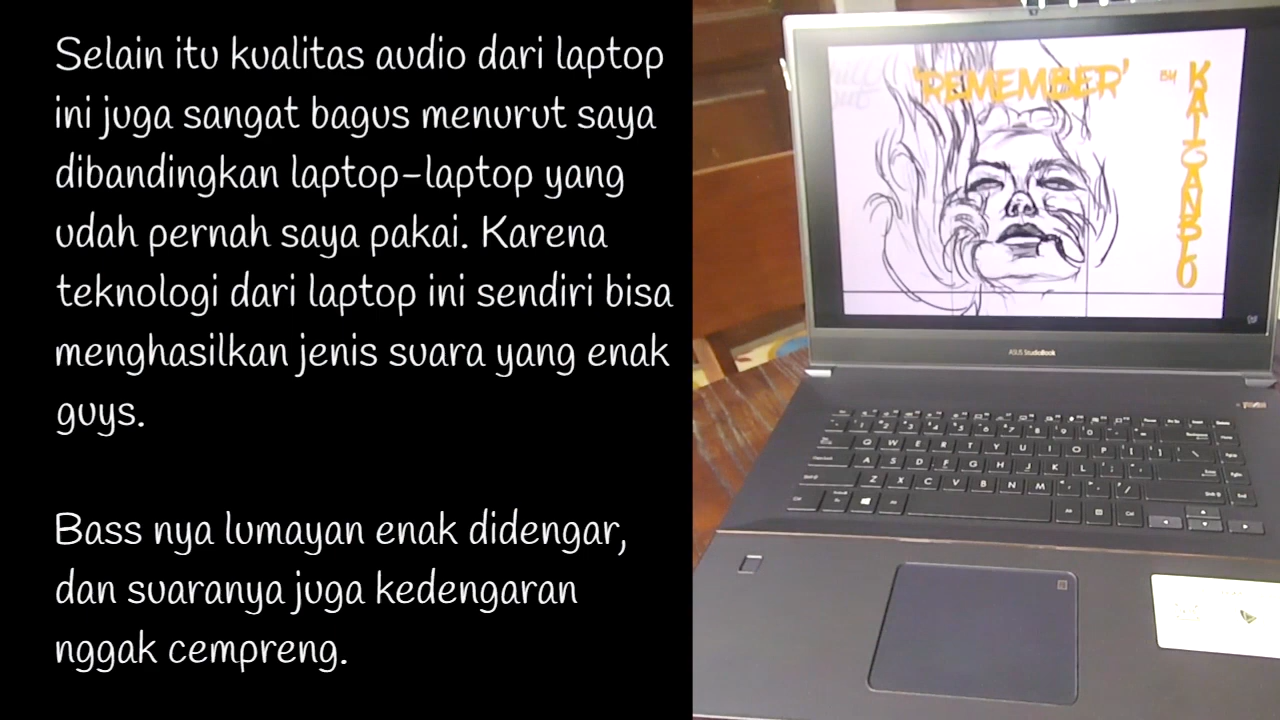 Selain itu kualitas audio dari laptop
ini juga sangat bagus menurut saya
dibandingkan laptop-laptop yang
udah pernah saya pakai. Karena
teknologi dari laptop ini sendiri bisa
menghasilkan jenis suara yang enak
guys.
Bass nya lumayan enak didengar,
dan suaranya juga kedengaran
nggak cempreng.
'REMEMBER'
BY
ASUS StudioBook
Q W E R T Y U I O P
A S D F G H J K L
Z X C V B N M